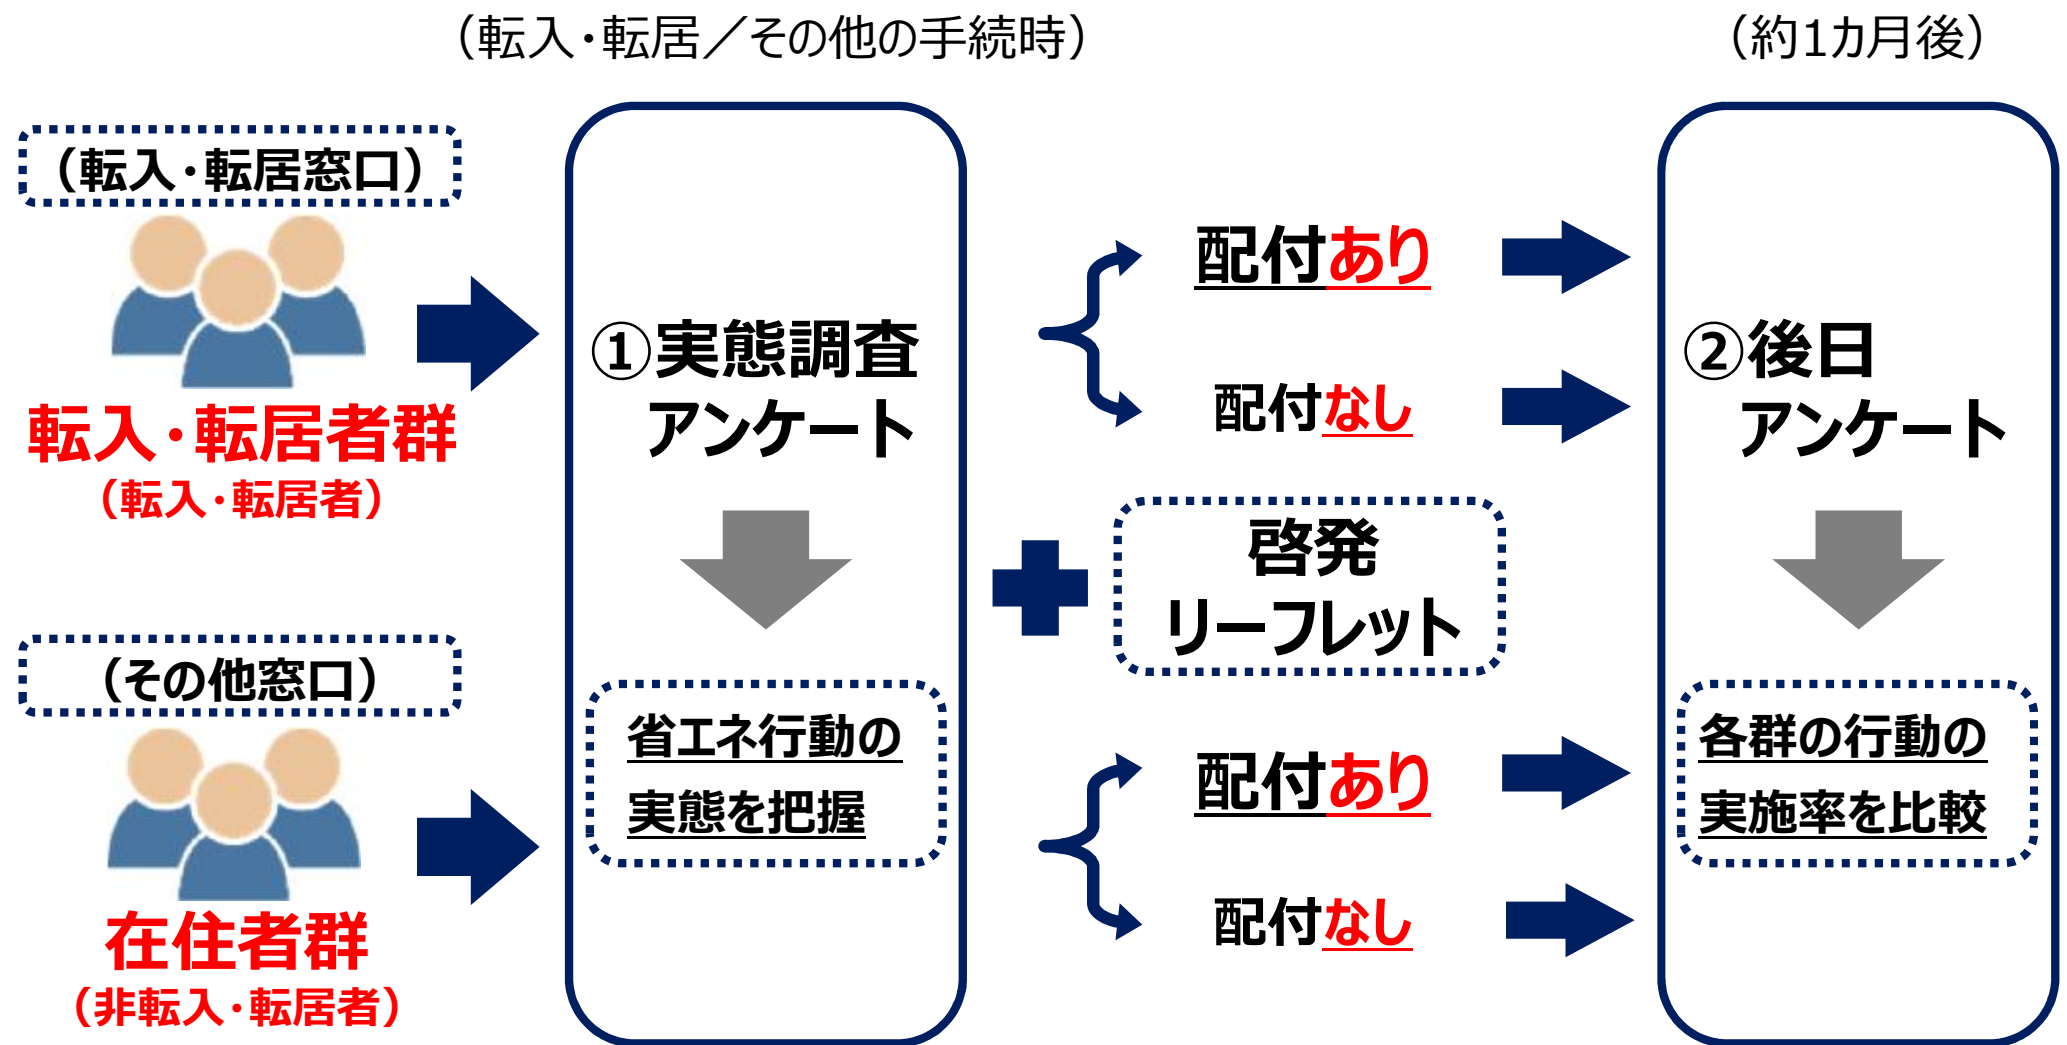 （転入・転居／その他の手続時）
（約1カ月後）
（転入・転居窓口）
転入・転居者群
（転入・転居者）
（その他窓口）
在住者群
（非転入・転居者）
①実態調査
アンケート
省エネ行動の
実態を把握
配付あり
配付なし
啓発
リーフレット
配付あり
配付なし
②後日
アンケート
各群の行動の
実施率を比較